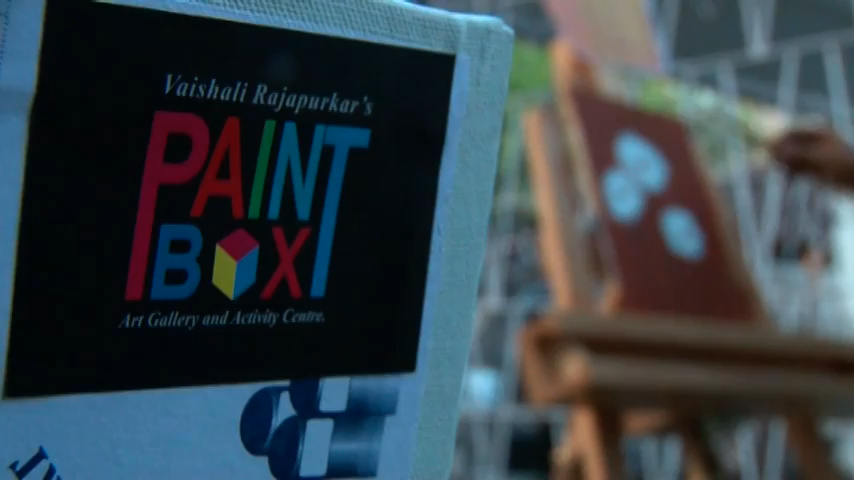 Vaishali Rajapurkar's
PAINT
BOX
Art Gallery and Activity Centre.